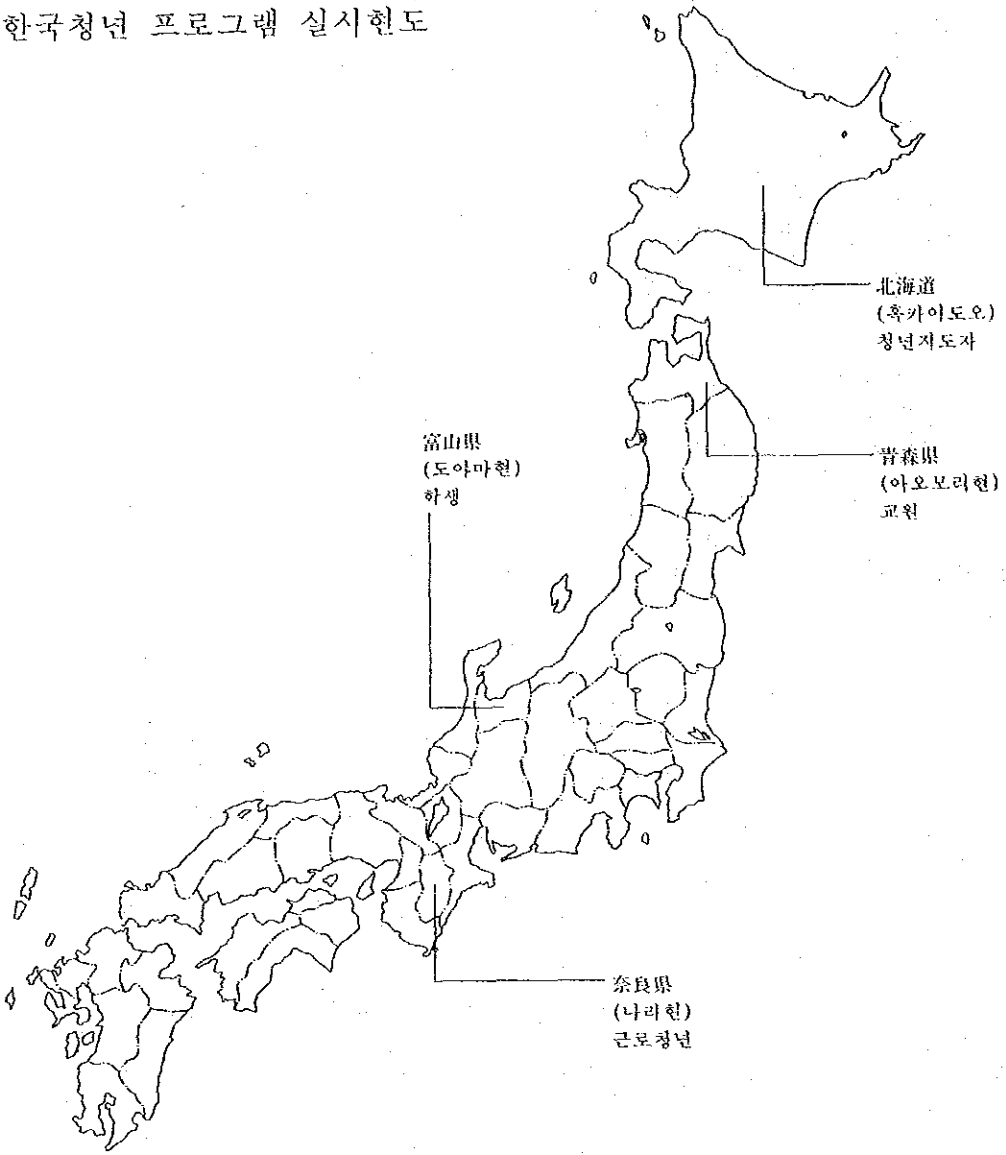 한국청년 프로그램 실시현도
北海道
(혹카이도오)
청년지도자
青森県
(아오모리현)
교원
富山県
(도야마현)
학생
奈良県
(나라현)
근로청년